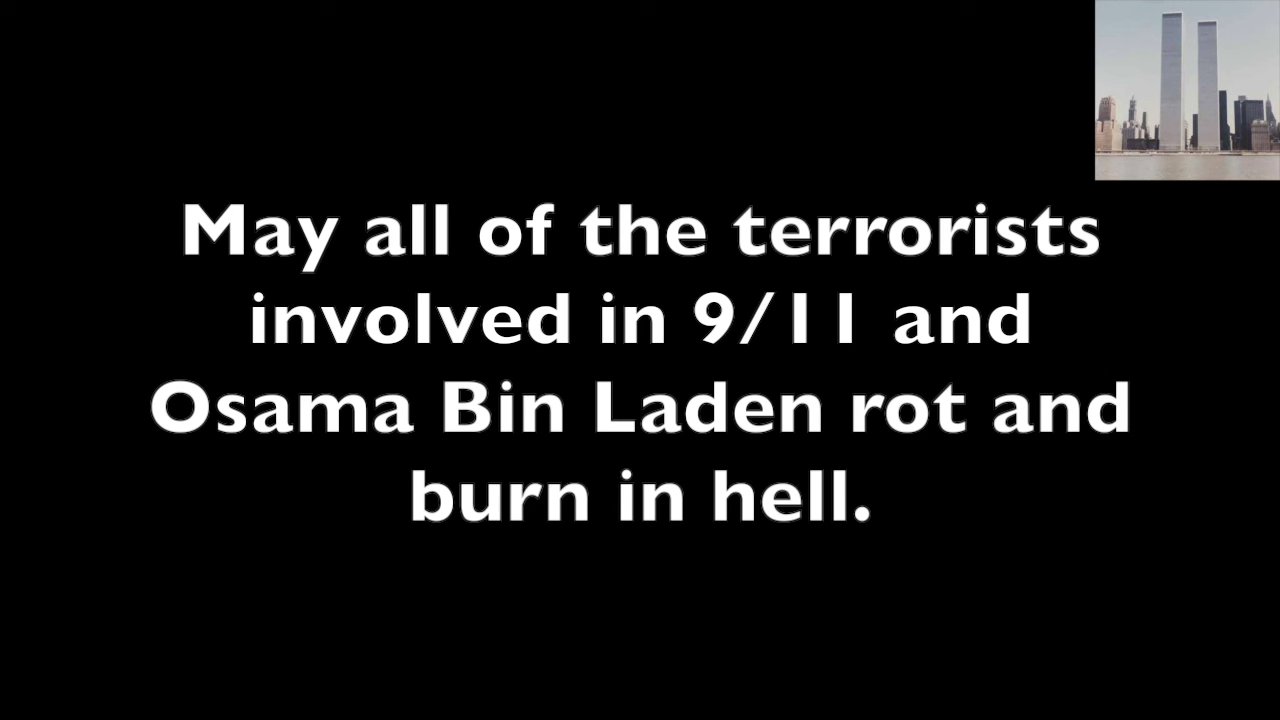 May all of the terrorists
involved in 9/11 and
Osama Bin Laden rot and
burn in hell.